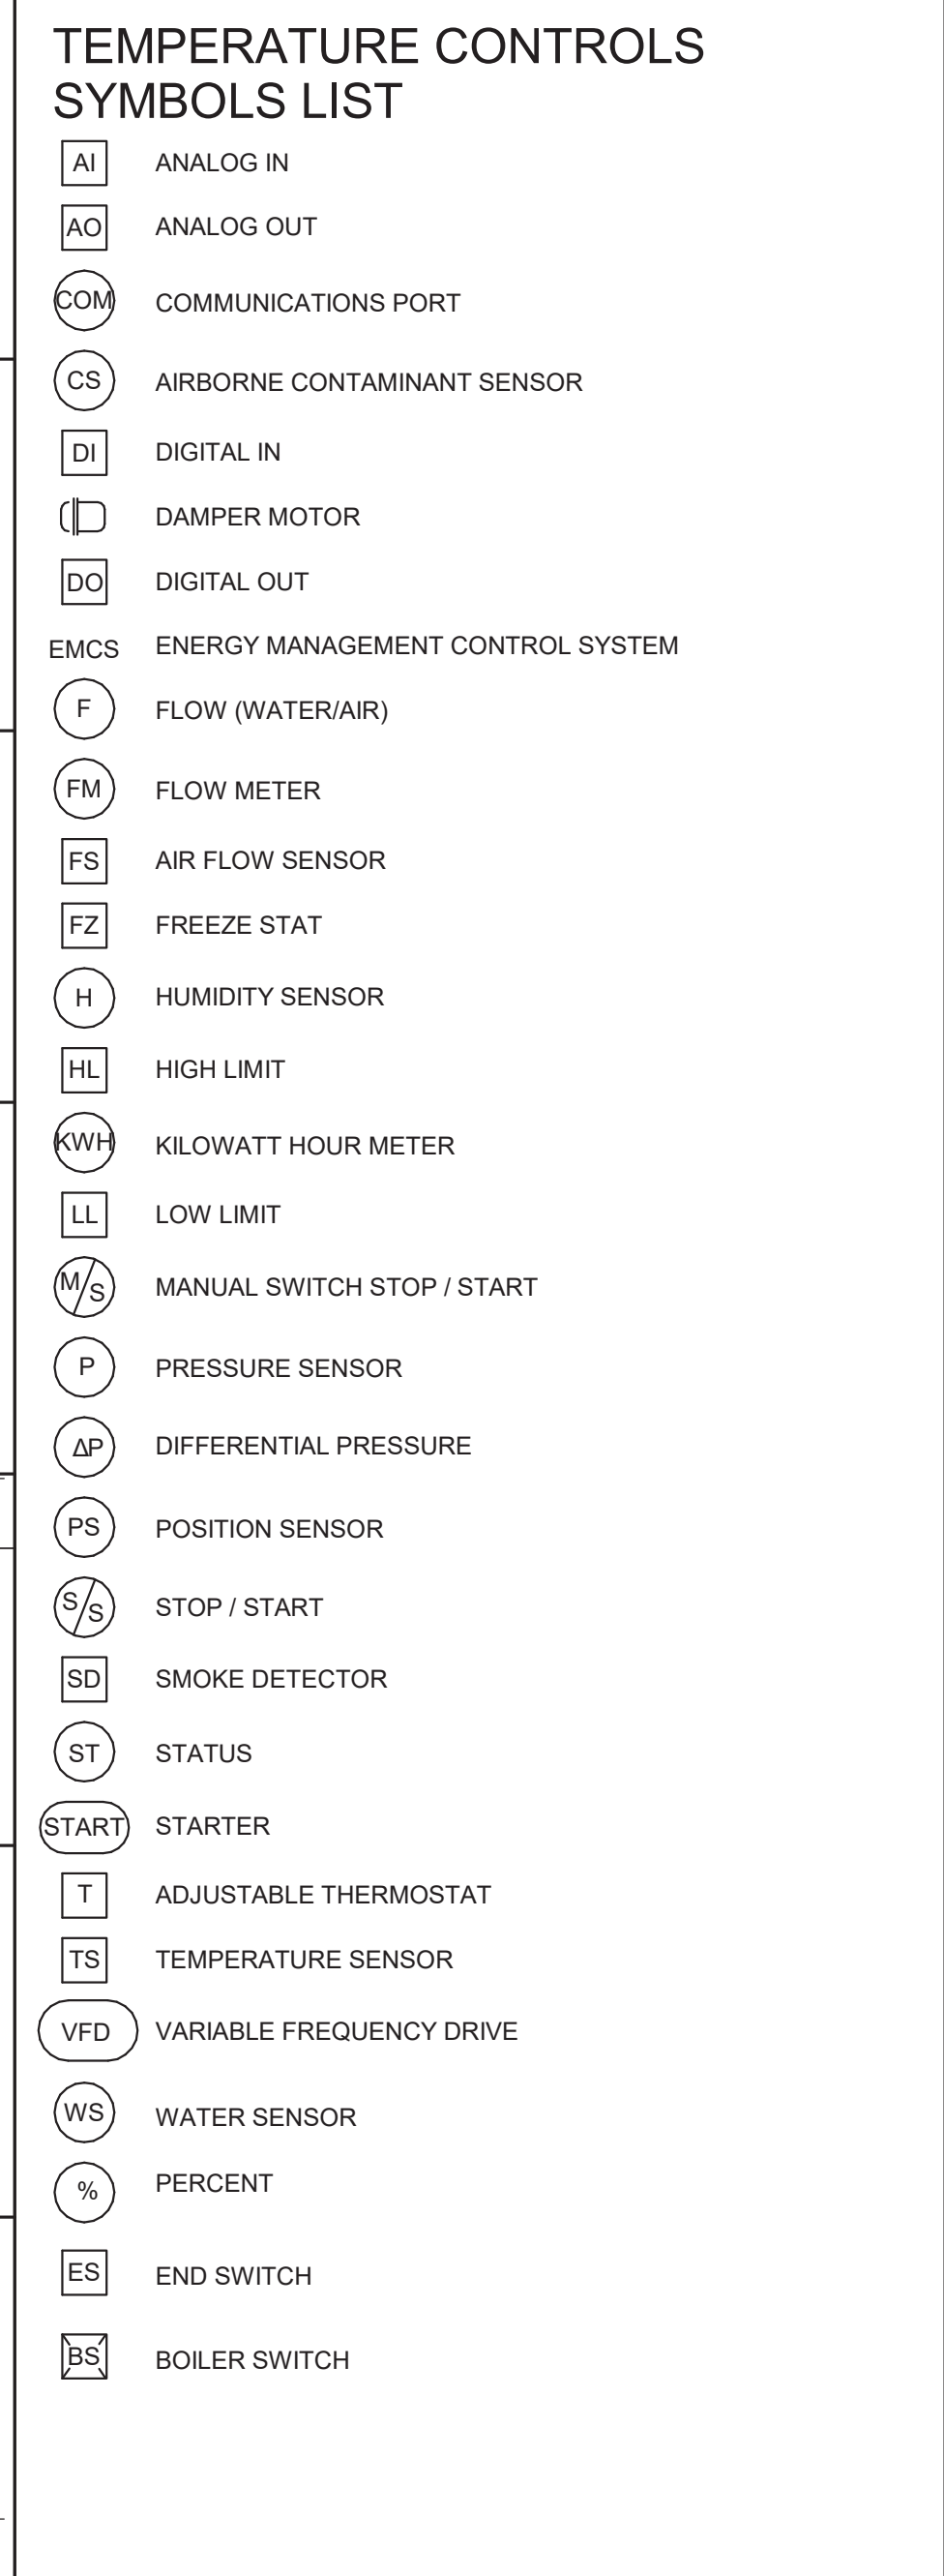 TEMPERATURE CONTROLS
SYMBOLS LIST
AI ANALOG IN
AO ANALOG OUT
COM COMMUNICATIONS PORT
CS AIRBORNE CONTAMINANT SENSOR
DI DIGITAL IN
DAMPER MOTOR
DO DIGITAL OUT
EMCS ENERGY MANAGEMENT CONTROL SYSTEM
F FLOW (WATER/AIR)
FM FLOW METER
FS AIR FLOW SENSOR
FZ FREEZE STAT
H HUMIDITY SENSOR
HL HIGH LIMIT
KWH KILOWATT HOUR METER
LL LOW LIMIT
M/S MANUAL SWITCH STOP / START
P PRESSURE SENSOR
ΔP DIFFERENTIAL PRESSURE
PS POSITION SENSOR
S/S STOP / START
SD SMOKE DETECTOR
ST STATUS
START STARTER
T ADJUSTABLE THERMOSTAT
TS TEMPERATURE SENSOR
VFD VARIABLE FREQUENCY DRIVE
WS WATER SENSOR
% PERCENT
ES END SWITCH
BS BOILER SWITCH